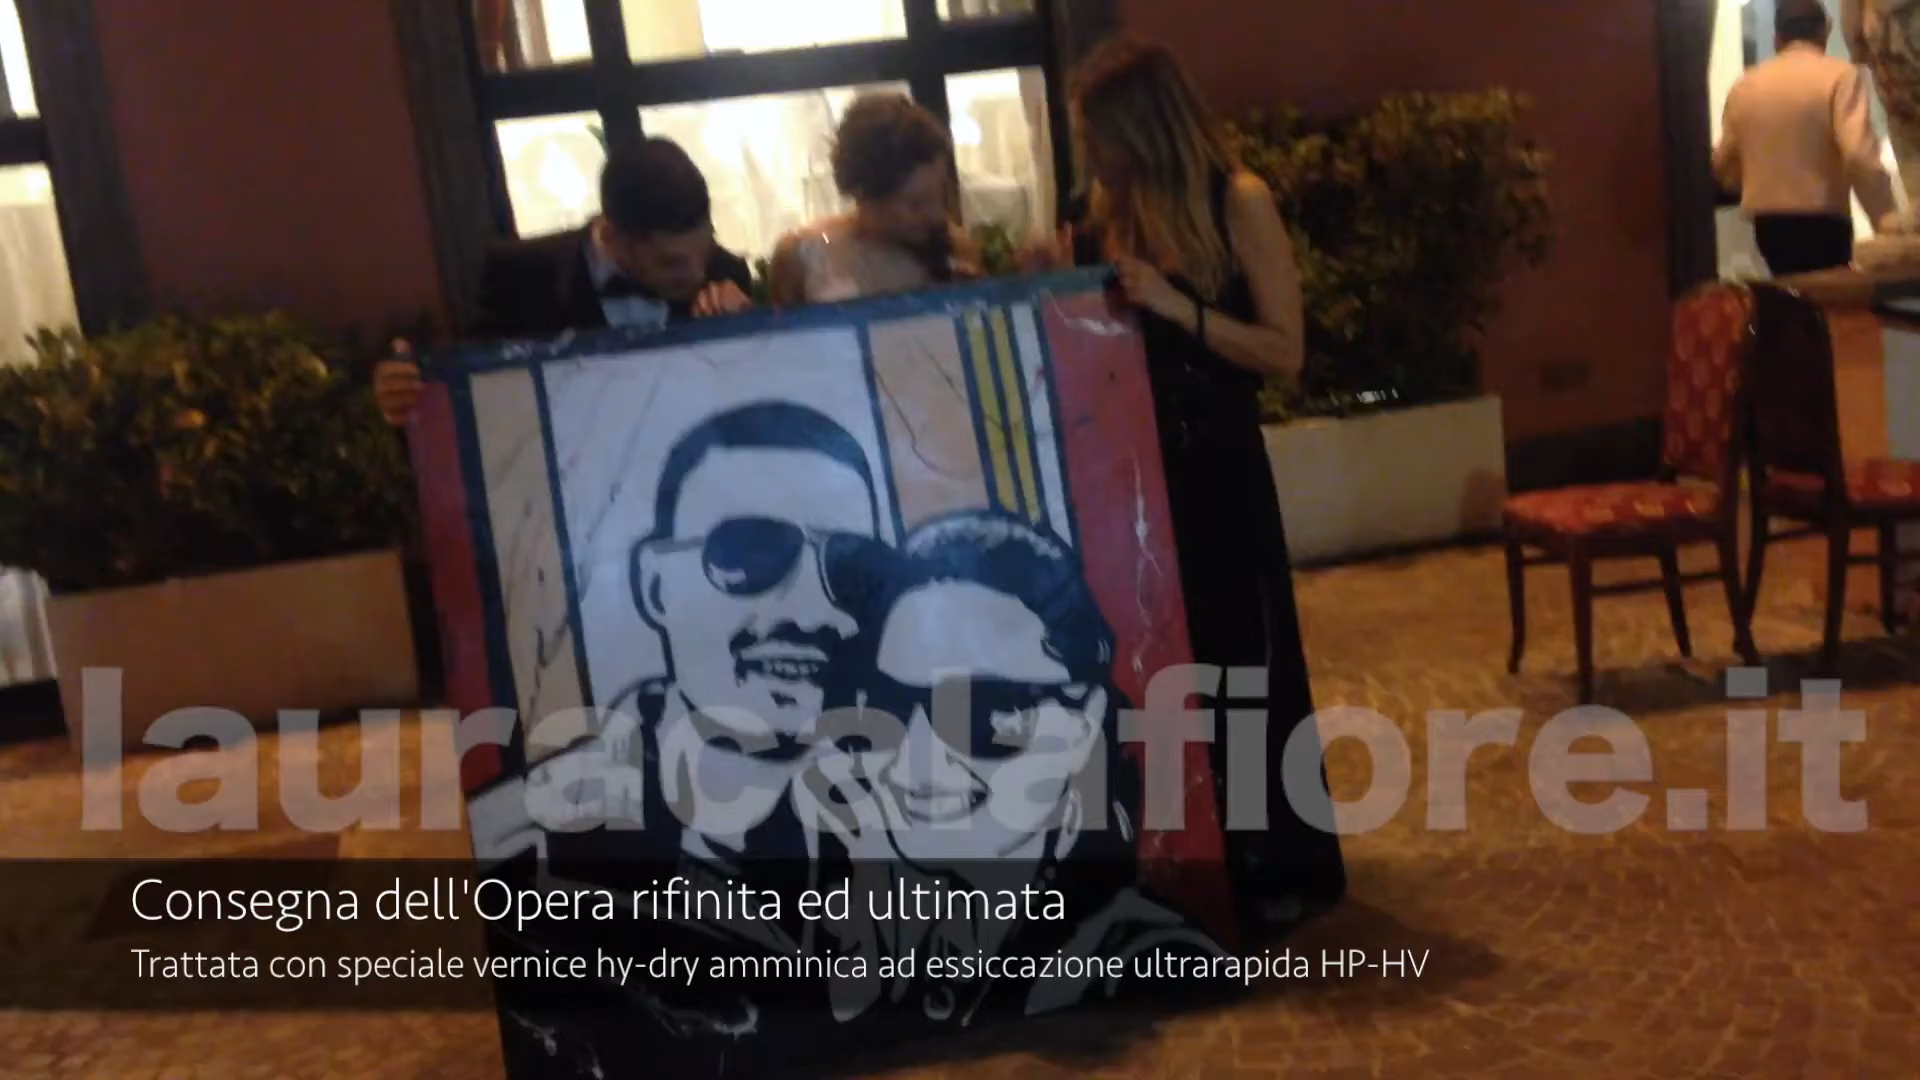 lauracalafiore.it
Consegna dell'Opera rifinita ed ultimata
Trattata con speciale vernice hy-dry amminica ad essiccazione ultrarapida HP-HV